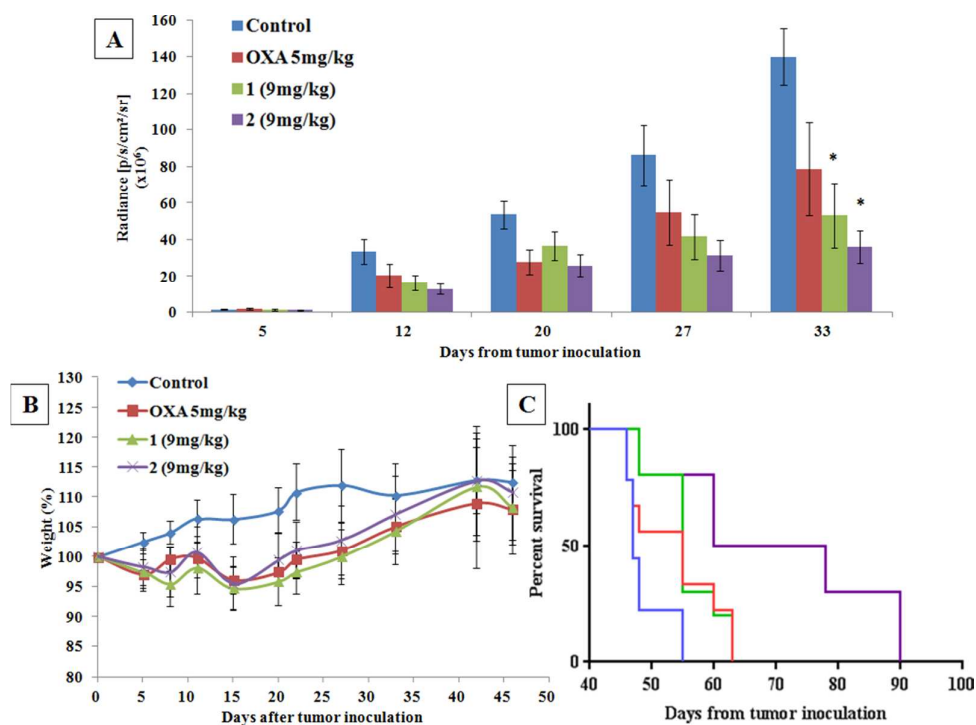 A
Control
OXA 5mg/kg
1 (9mg/kg)
2 (9mg/kg)
Radiance [p/s/cm²/sr]
(x10⁶)
160
140
120
100
80
60
40
20
0
*
*
5 12 20 27 33
Days from tumor inoculation
B
Control
OXA 5mg/kg
1 (9mg/kg)
2 (9mg/kg)
Weight (%)
130
125
120
115
110
105
100
95
90
85
80
0 5 10 15 20 25 30 35 40 45 50
Days after tumor inoculation
C
Percent survival
100
50
0
40 50 60 70 80 90 100
Days from tumor inoculation